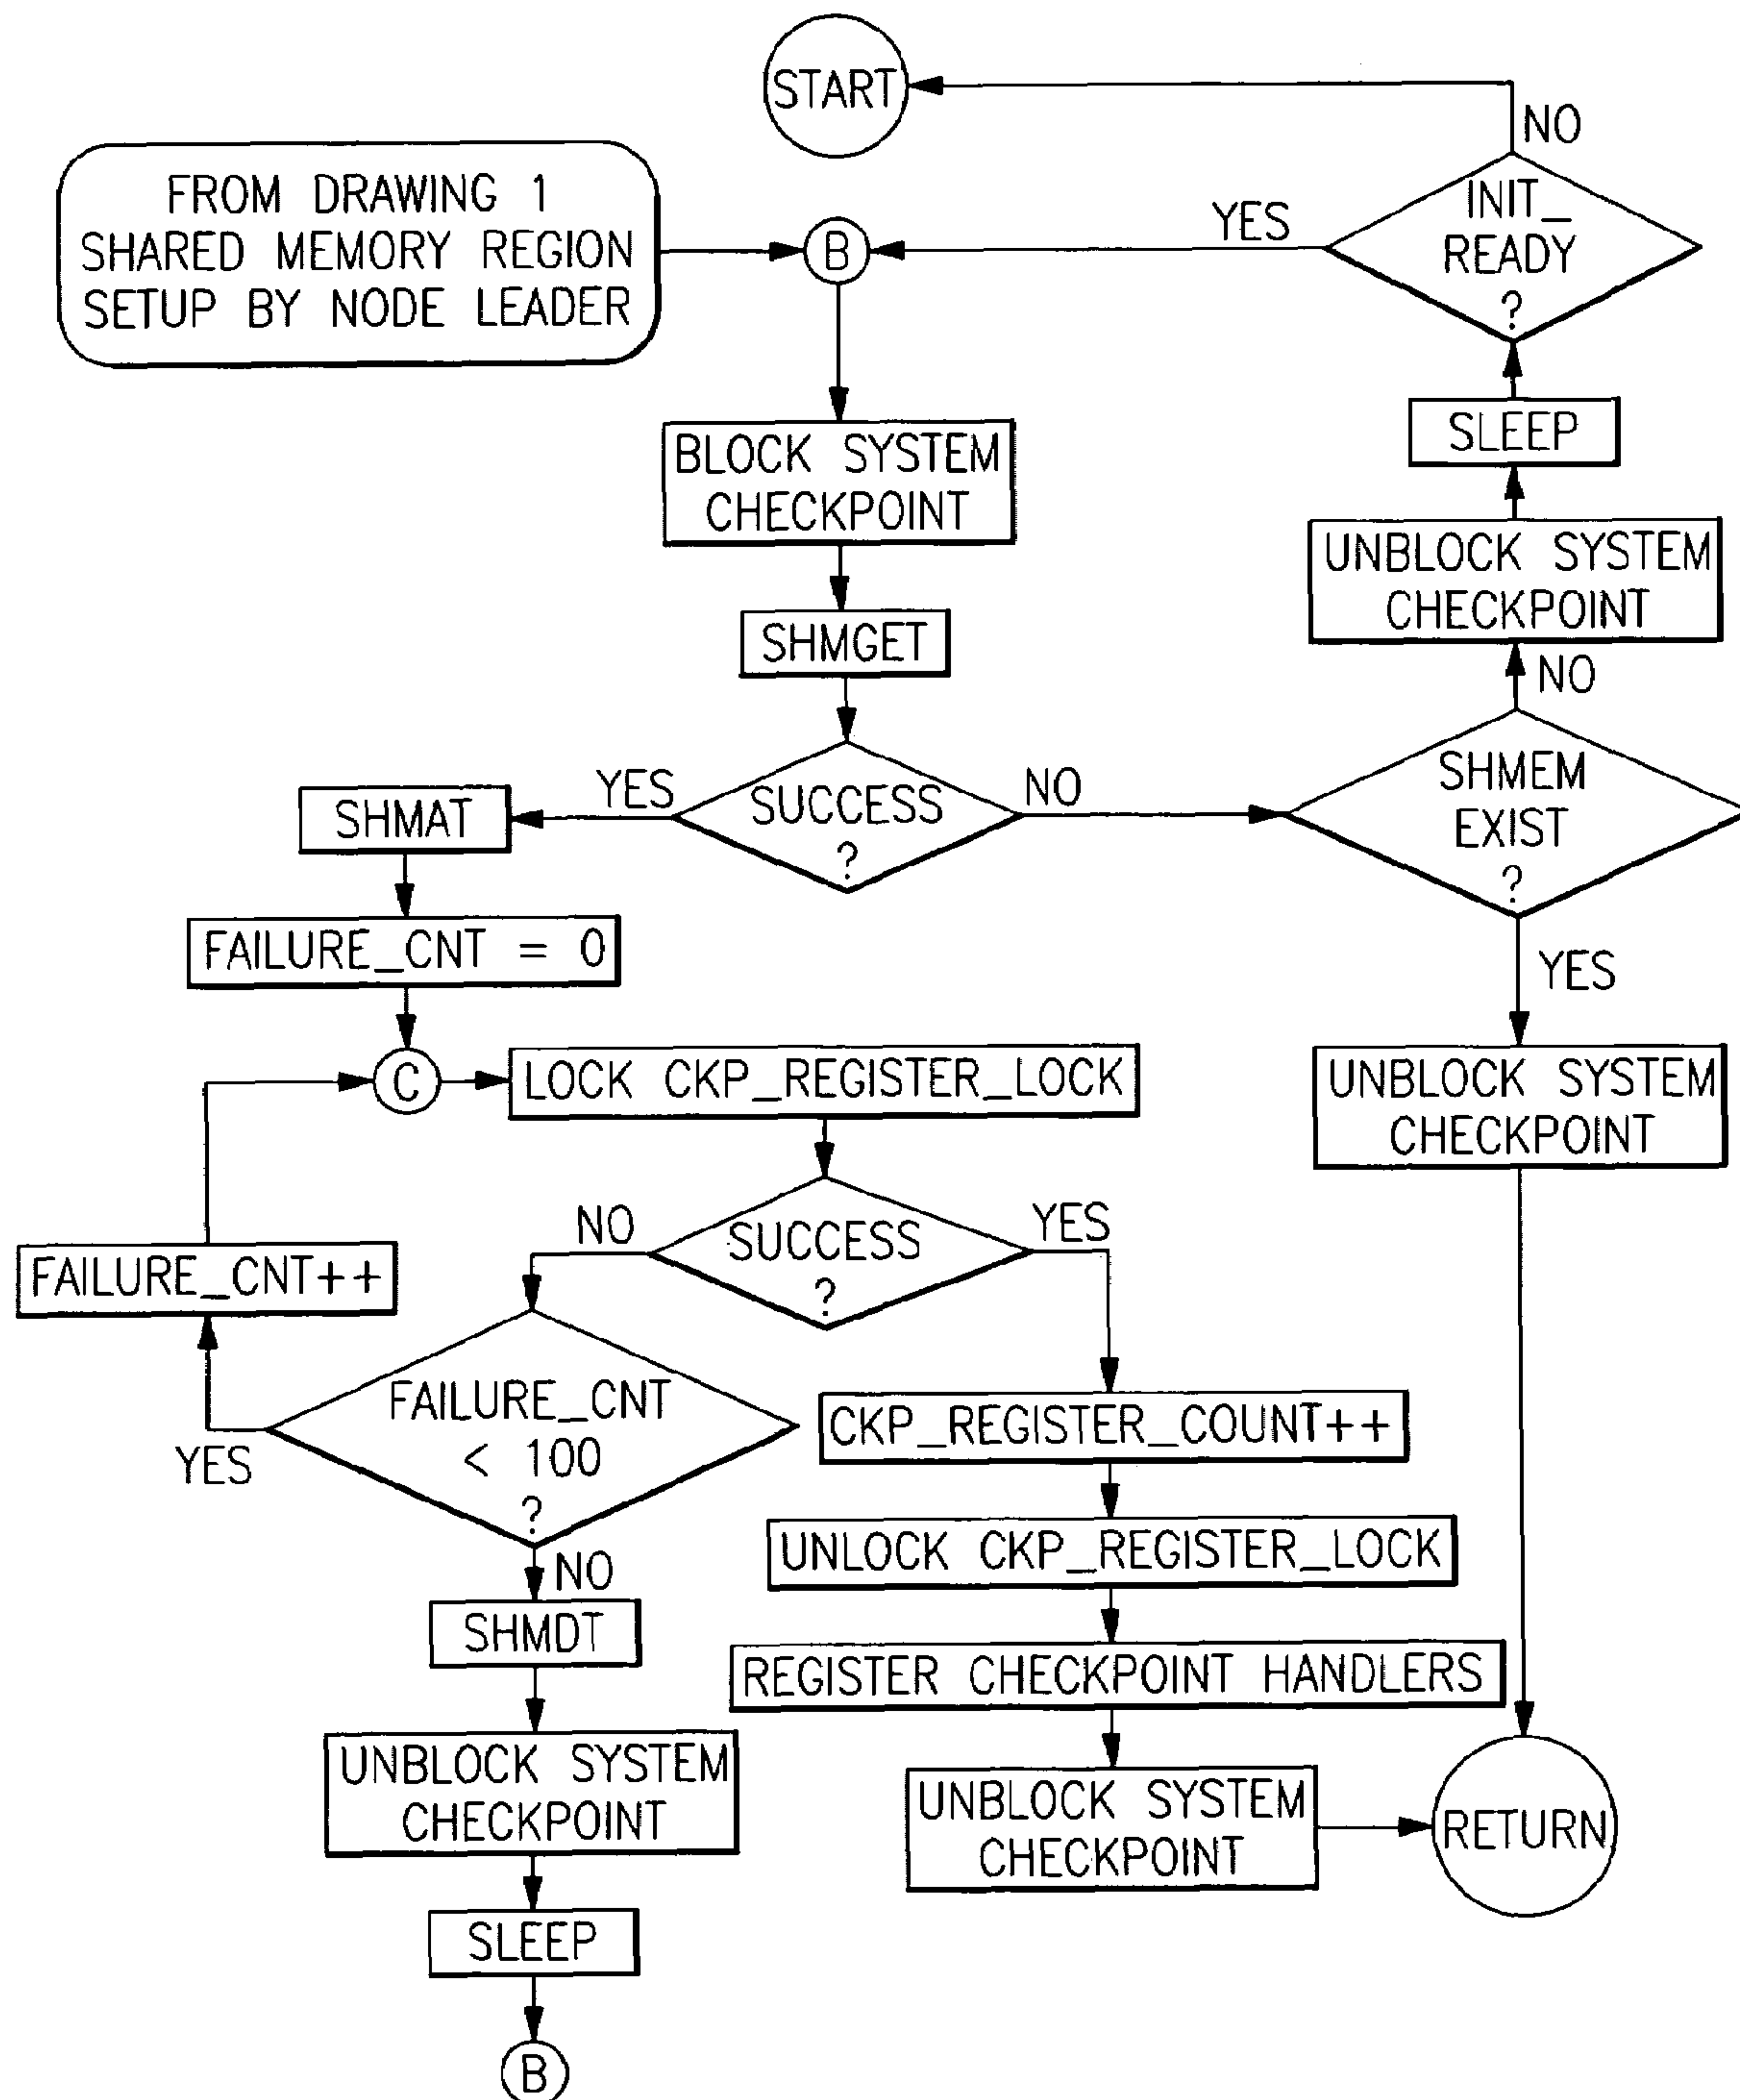 START
NO
FROM DRAWING 1
SHARED MEMORY REGION
SETUP BY NODE LEADER
B
YES
INIT_
READY
?
SLEEP
BLOCK SYSTEM
CHECKPOINT
UNBLOCK SYSTEM
CHECKPOINT
SHMGET
NO
SHMAT
YES
SUCCESS
?
NO
SHMEM
EXIST
?
FAILURE_CNT = 0
YES
C
LOCK CKP_REGISTER_LOCK
UNBLOCK SYSTEM
CHECKPOINT
NO
SUCCESS
?
YES
FAILURE_CNT++
FAILURE_CNT
< 100
?
YES
CKP_REGISTER_COUNT++
NO
UNLOCK CKP_REGISTER_LOCK
SHMDT
REGISTER CHECKPOINT HANDLERS
UNBLOCK SYSTEM
CHECKPOINT
UNBLOCK SYSTEM
CHECKPOINT
RETURN
SLEEP
B